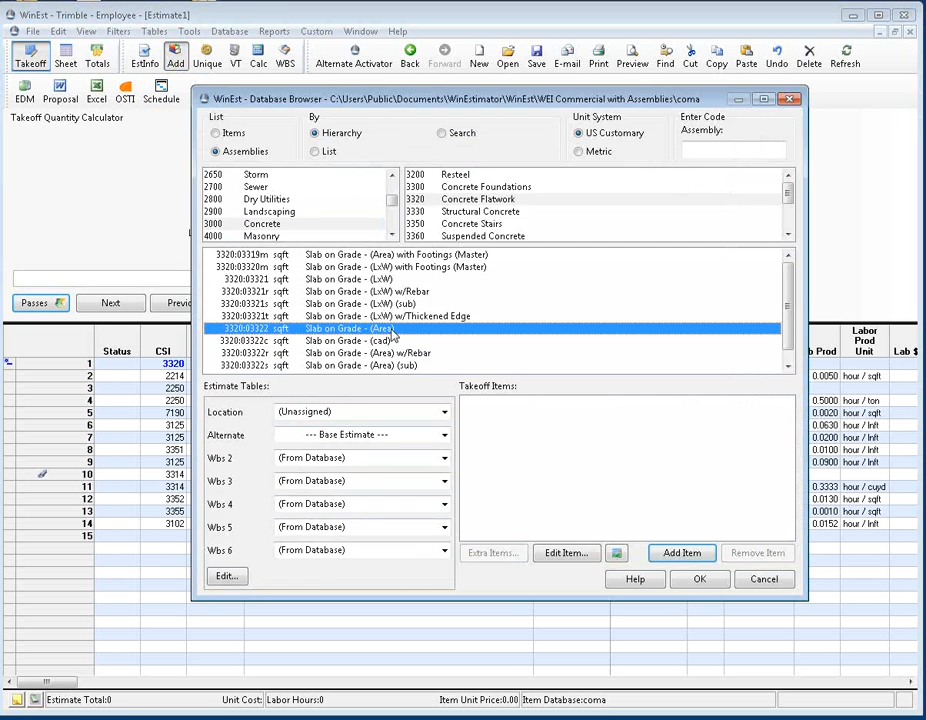 WinEst - Trimble - Employee - [Estimate1]
File Edit View Filters Tables Tools Database Reports Custom Window Help
Takeoff Sheet Totals EstInfo Add Unique VT Calc WBS Alternate Activator Back Forward New Open Save E-mail Print Preview Find Cut Copy Paste Undo Delete Refresh
EDM Proposal Excel OSTI Schedule
Takeoff Quantity Calculator
Passes Next
Status CSI
Labor Prod Unit Lab $
1 3320
2 2214 0.0050 hour / sqft
3 2250
4 2250 0.5000 hour / ton
5 7190 0.0020 hour / sqft
6 3125 0.0630 hour / lnft
7 3125 0.0200 hour / lnft
8 3351
9 3125 0.0900 hour / lnft
10 3314
11 3314 0.3333 hour / cuyd
12 3352 0.0130 hour / sqft
13 3355 0.0010 hour / sqft
14 3102 0.0152 hour / lnft
15
WinEst - Database Browser - C:\Users\Public\Documents\WinEstimator\WinEst\WEI Commercial with Assemblies\coma
List By Unit System Enter Code
Items Hierarchy Search US Customary Assembly:
Assemblies List Metric
2650 Storm
2700 Sewer
2800 Dry Utilities
2900 Landscaping
3000 Concrete
4000 Masonry
3200 Resteel
3300 Concrete Foundations
3320 Concrete Flatwork
3330 Structural Concrete
3350 Concrete Stairs
3360 Suspended Concrete
3320:03319m sqft Slab on Grade - (Area) with Footings (Master)
3320:03320m sqft Slab on Grade - (LxW) with Footings (Master)
3320:03321 sqft Slab on Grade - (LxW)
3320:03321r sqft Slab on Grade - (LxW) w/Rebar
3320:03321s sqft Slab on Grade - (LxW) (sub)
3320:03321t sqft Slab on Grade - (LxW) w/Thickened Edge
3320:03322 sqft Slab on Grade - (Area)
3320:03322c sqft Slab on Grade - (cad)
3320:03322r sqft Slab on Grade - (Area) w/Rebar
3320:03322s sqft Slab on Grade - (Area) (sub)
Estimate Tables:
Location (Unassigned)
Alternate --- Base Estimate ---
Wbs 2 (From Database)
Wbs 3 (From Database)
Wbs 4 (From Database)
Wbs 5 (From Database)
Wbs 6 (From Database)
Edit...
Takeoff Items:
Extra Items... Edit Item... Add Item Remove Item
Help OK Cancel
Estimate Total:0 Unit Cost: Labor Hours:0 Item Unit Price:0.00 Item Database:coma